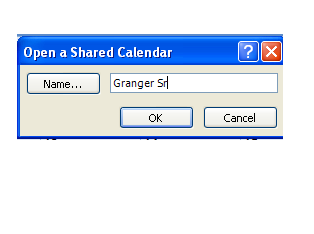 Open a Shared Calendar
Name... Granger Sr
OK Cancel